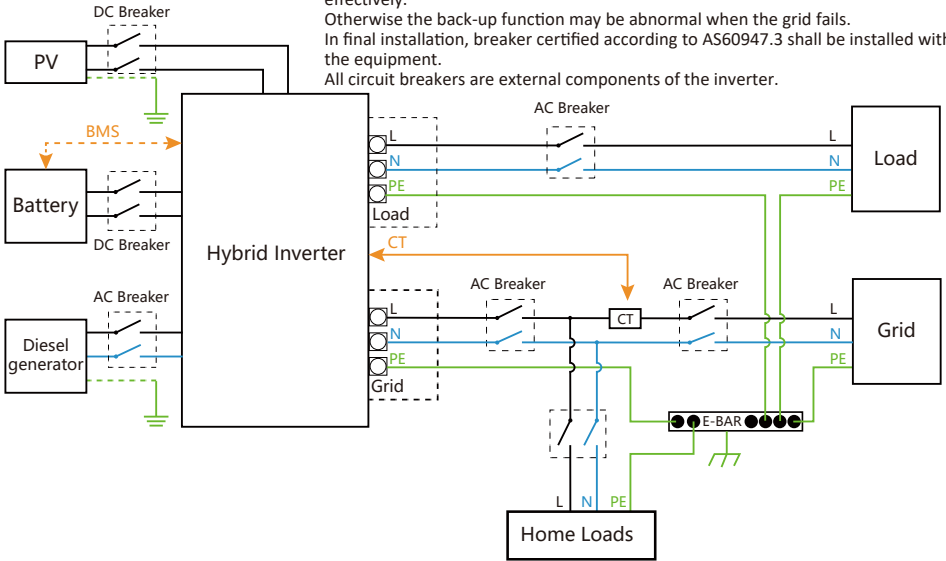 effectively.
Otherwise the back-up function may be abnormal when the grid fails.
In final installation, breaker certified according to AS60947.3 shall be installed with
the equipment.
All circuit breakers are external components of the inverter.
DC Breaker
PV
AC Breaker
BMS
L
L
N
N
Load
PE
PE
Battery
Load
DC Breaker
CT
Hybrid Inverter
AC Breaker
AC Breaker
AC Breaker
L
CT
L
N
N
Grid
Diesel
generator
PE
PE
Grid
E-BAR
L
N
PE
Home Loads